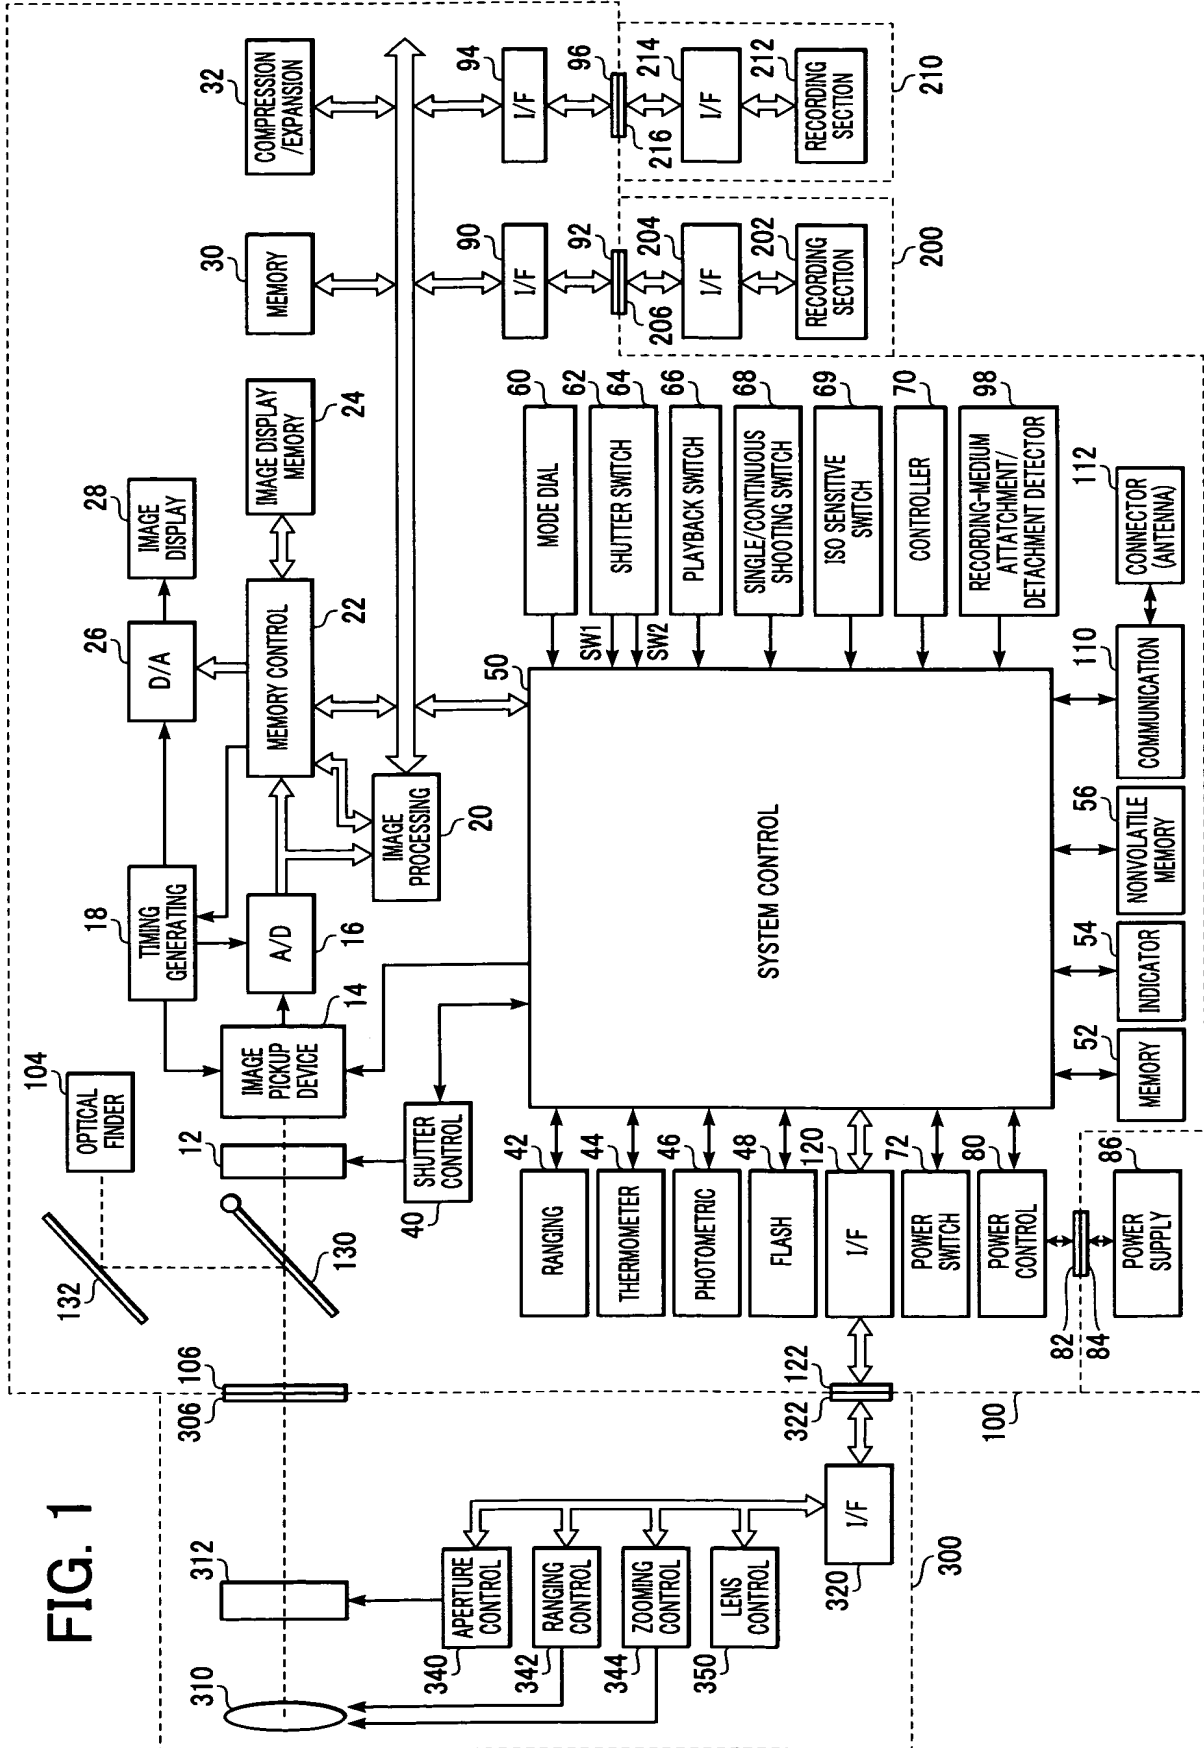 FIG. 1
310
312
306
106
132
130
104
OPTICAL
FINDER
12
IMAGE
PICKUP
DEVICE
14
18
TIMING
GENERATING
A/D
16
26
D/A
28
IMAGE
DISPLAY
MEMORY CONTROL
22
IMAGE DISPLAY
MEMORY
24
30
MEMORY
32
COMPRESSION
/EXPANSION
IMAGE
PROCESSING
20
SHUTTER
CONTROL
40
90
I/F
92
206
204
I/F
202
RECORDING
SECTION
200
94
I/F
96
216
214
I/F
212
RECORDING
SECTION
210
APERTURE
CONTROL
340
RANGING
CONTROL
342
ZOOMING
CONTROL
344
LENS
CONTROL
350
I/F
320
300
322
122
100
42
RANGING
44
THERMOMETER
46
PHOTOMETRIC
48
FLASH
120
I/F
72
POWER
SWITCH
80
POWER
CONTROL
82
84
86
POWER
SUPPLY
50
SYSTEM CONTROL
SW1
SW2
60
MODE DIAL
62
64
SHUTTER SWITCH
66
PLAYBACK SWITCH
68
SINGLE/CONTINUOUS
SHOOTING SWITCH
69
ISO SENSITIVE
SWITCH
70
CONTROLLER
98
RECORDING-MEDIUM
ATTACHMENT/
DETACHMENT DETECTOR
52
MEMORY
54
INDICATOR
56
NONVOLATILE
MEMORY
110
COMMUNICATION
112
CONNECTOR
(ANTENNA)